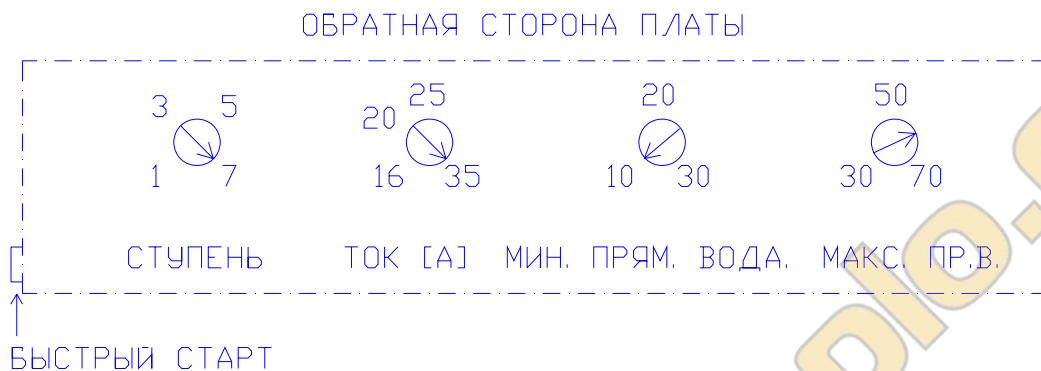 ОБРАТНАЯ СТОРОНА ПЛАТЫ
3 5 1 7
20 25 16 35
20 10 30
50 30 70
СТУПЕНЬ ТОК [А] МИН. ПРЯМ. ВОДА. МАКС. ПР.В.
БЫСТРЫЙ СТАРТ